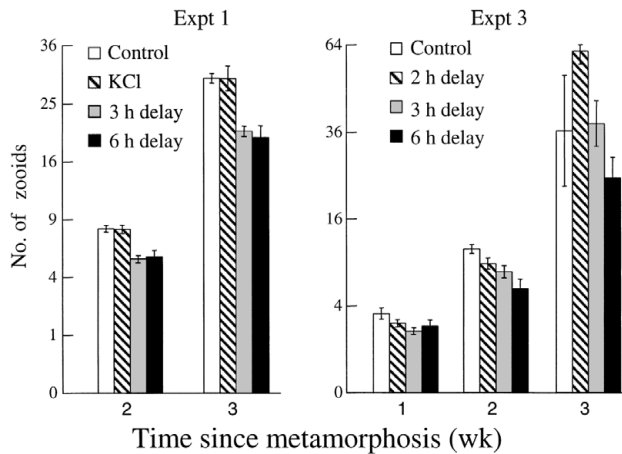 Expt 1
Expt 3
No. of zooids
36
25
16
9
4
1
0
Control
KCl
3 h delay
6 h delay
2
3
64
36
16
4
0
Control
2 h delay
3 h delay
6 h delay
1
2
3
Time since metamorphosis (wk)